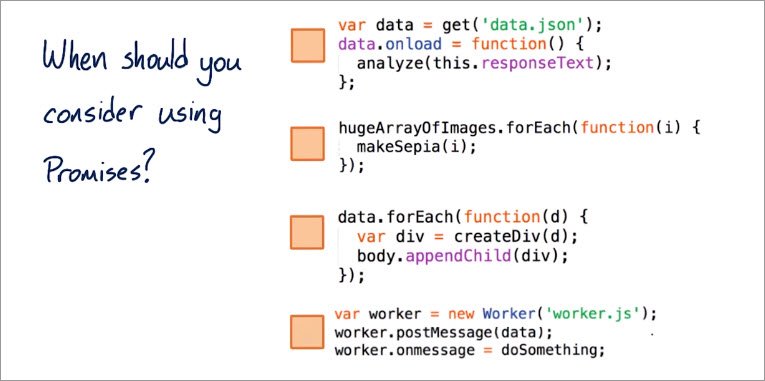 When should you
consider using
Promises?
var data = get('data.json');
data.onload = function() {
  analyze(this.responseText);
};
hugeArrayOfImages.forEach(function(i) {
  makeSepia(i);
});
data.forEach(function(d) {
  var div = createDiv(d);
  body.appendChild(div);
});
var worker = new Worker('worker.js');
worker.postMessage(data);
worker.onmessage = doSomething;